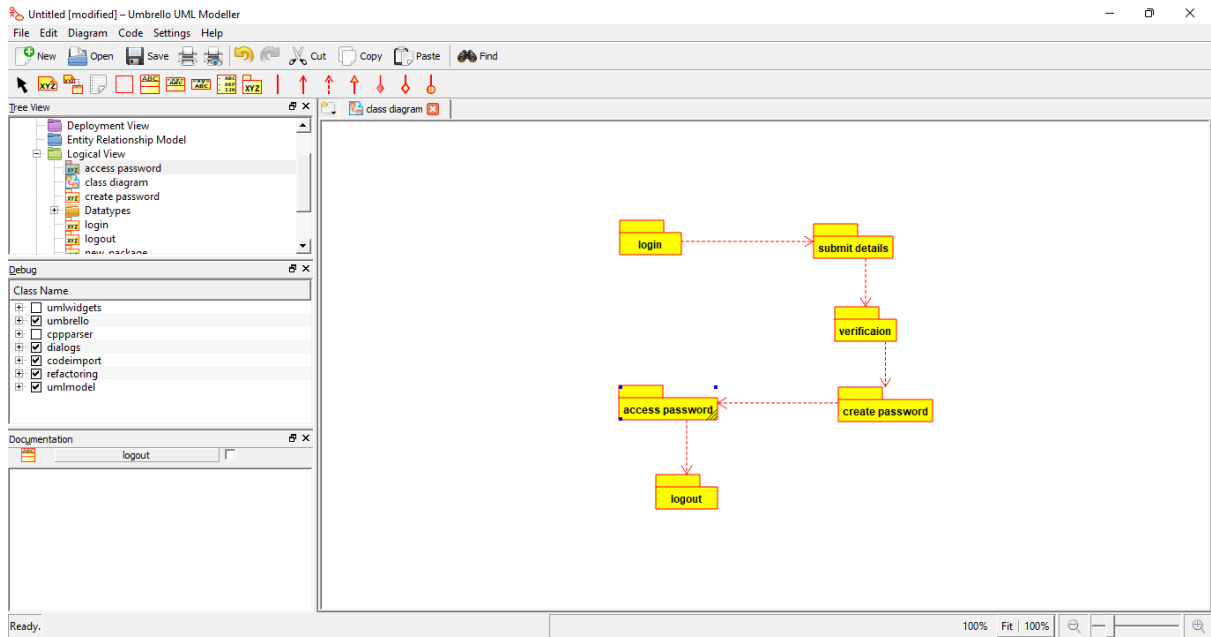 Untitled [modified] – Umbrello UML Modeller
File Edit Diagram Code Settings Help
New Open Save Cut Copy Paste Find
Tree View
class diagram
Deployment View
Entity Relationship Model
Logical View
access password
class diagram
create password
Datatypes
login
logout
new_package
Debug
Class Name
umlwidgets
umbrello
cppparser
dialogs
codeimport
refactoring
umlmodel
Documentation
logout
login
submit details
verificaion
access password
create password
logout
Ready.
100% Fit 100%